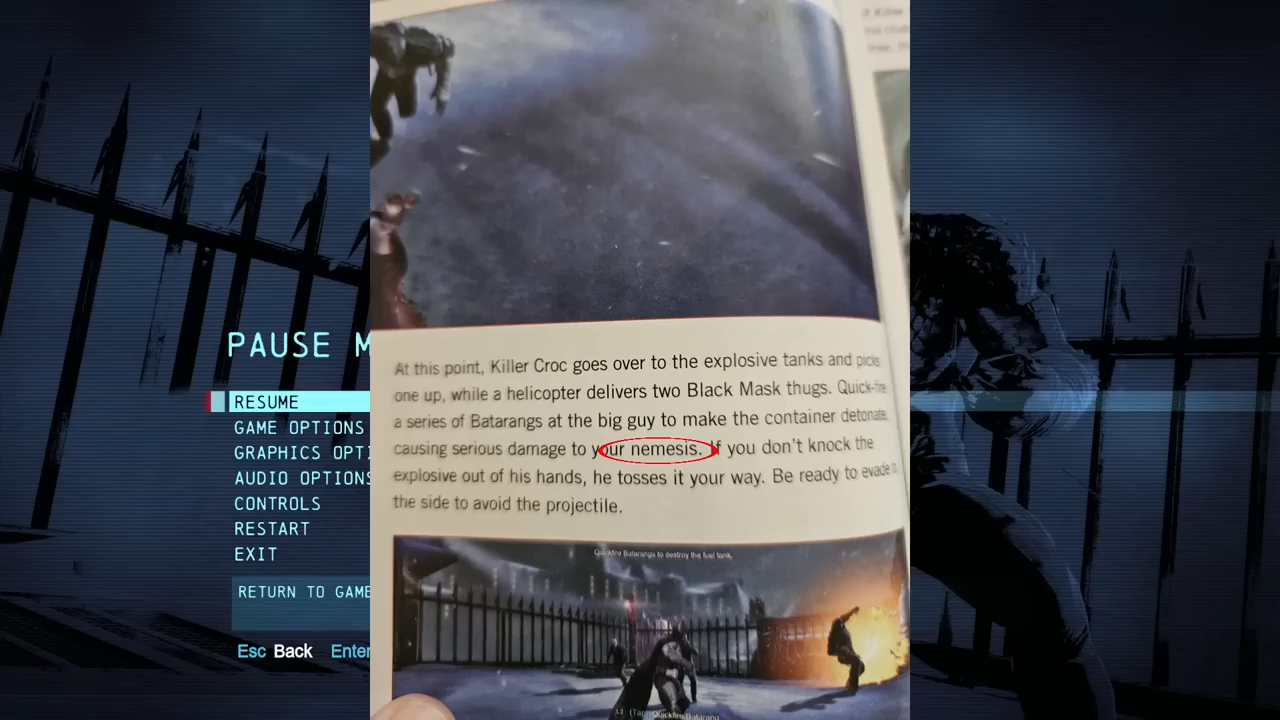 PAUSE M
RESUME
GAME OPTIONS
GRAPHICS OPTI
AUDIO OPTIONS
CONTROLS
RESTART
EXIT
RETURN TO GAME
Esc Back Enter
At this point, Killer Croc goes over to the explosive tanks and picks
one up, while a helicopter delivers two Black Mask thugs. Quick-fire
a series of Batarangs at the big guy to make the container detonate,
causing serious damage to your nemesis. If you don't knock the
explosive out of his hands, he tosses it your way. Be ready to evade to
the side to avoid the projectile.
Quickfire Batarangs to destroy the fuel tank.
(Tap) Quickfire Batarang
Killer